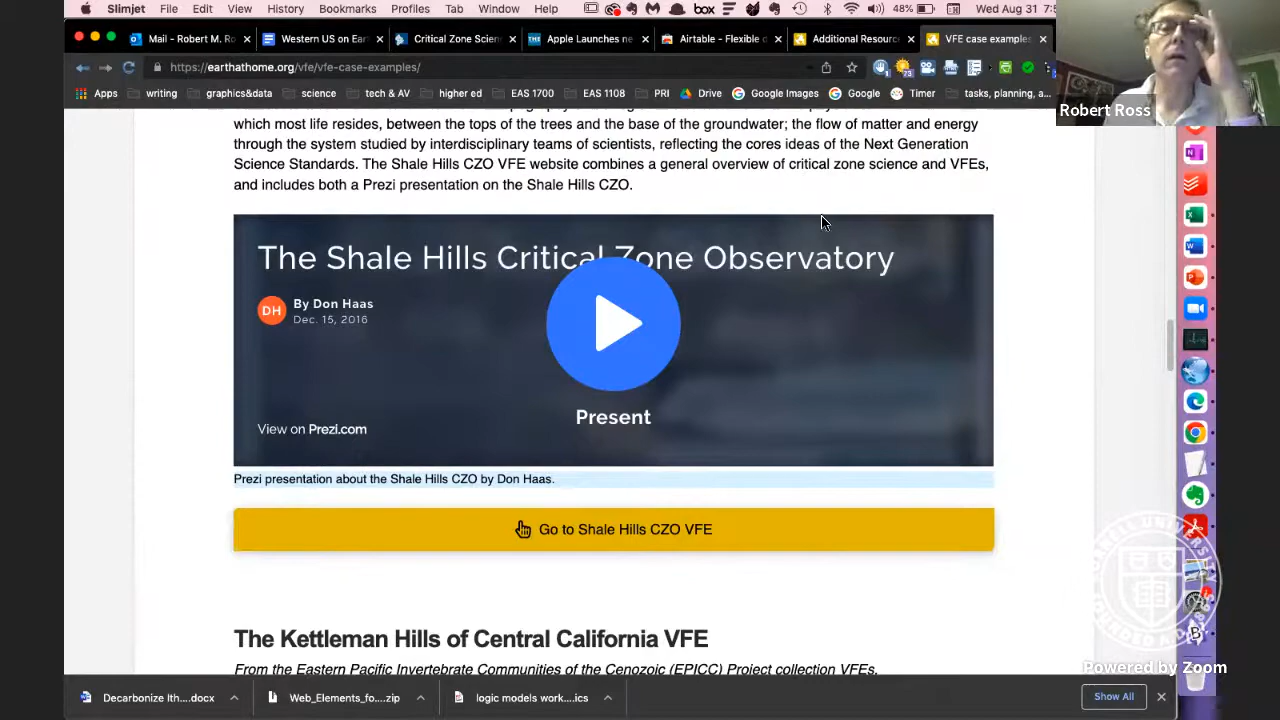 Slimjet File Edit View History Bookmarks Profiles Tab Window Help box 48% Wed Aug 31 7:5
Mail - Robert M. Ro Western US on Ear Critical Zone Scien Apple Launches ne Airtable - Flexible d Additional Resourc VFE case examples
https://earthathome.org/vfe/vfe-case-examples/
Apps writing graphics&data science tech & AV higher ed EAS 1700 EAS 1108 PRI Drive Google Images Google Timer tasks, planning, a...
Robert Ross
which most life resides, between the tops of the trees and the base of the groundwater; the flow of matter and energy
through the system studied by interdisciplinary teams of scientists, reflecting the cores ideas of the Next Generation
Science Standards. The Shale Hills CZO VFE website combines a general overview of critical zone science and VFEs,
and includes both a Prezi presentation on the Shale Hills CZO.
The Shale Hills Critical Zone Observatory
DH By Don Haas
Dec. 15, 2016
Present
View on Prezi.com
Prezi presentation about the Shale Hills CZO by Don Haas.
Go to Shale Hills CZO VFE
The Kettleman Hills of Central California VFE
From the Eastern Pacific Invertebrate Communities of the Cenozoic (EPICC) Project collection VFEs.
Powered by Zoom
Decarbonize Ith....docx Web_Elements_fo....zip logic models work....ics Show All